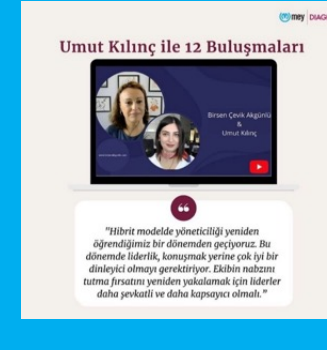 mey DIAG
Umut Kılınç ile 12 Buluşmaları
Birsen Çevik Akgünlü
&
Umut Kılınç
"Hibrit modelde yöneticiliği yeniden
öğrendiğimiz bir dönemden geçiyoruz. Bu
dönemde liderlik, konuşmak yerine çok iyi bir
dinleyici olmayı gerektiriyor. Ekibin nabzını
tutma fırsatını yeniden yakalamak için liderler
daha şevkatli ve daha kapsayıcı olmalı."